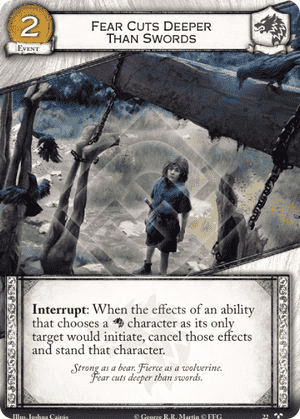 2
EVENT
FEAR CUTS DEEPER
THAN SWORDS
Interrupt: When the effects of an ability
that chooses a character as its only
target would initiate, cancel those effects
and stand that character.
Strong as a bear. Fierce as a wolverine.
Fear cuts deeper than swords.
Illus. Joshua Cairós
© George R.R. Martin © FFG
22